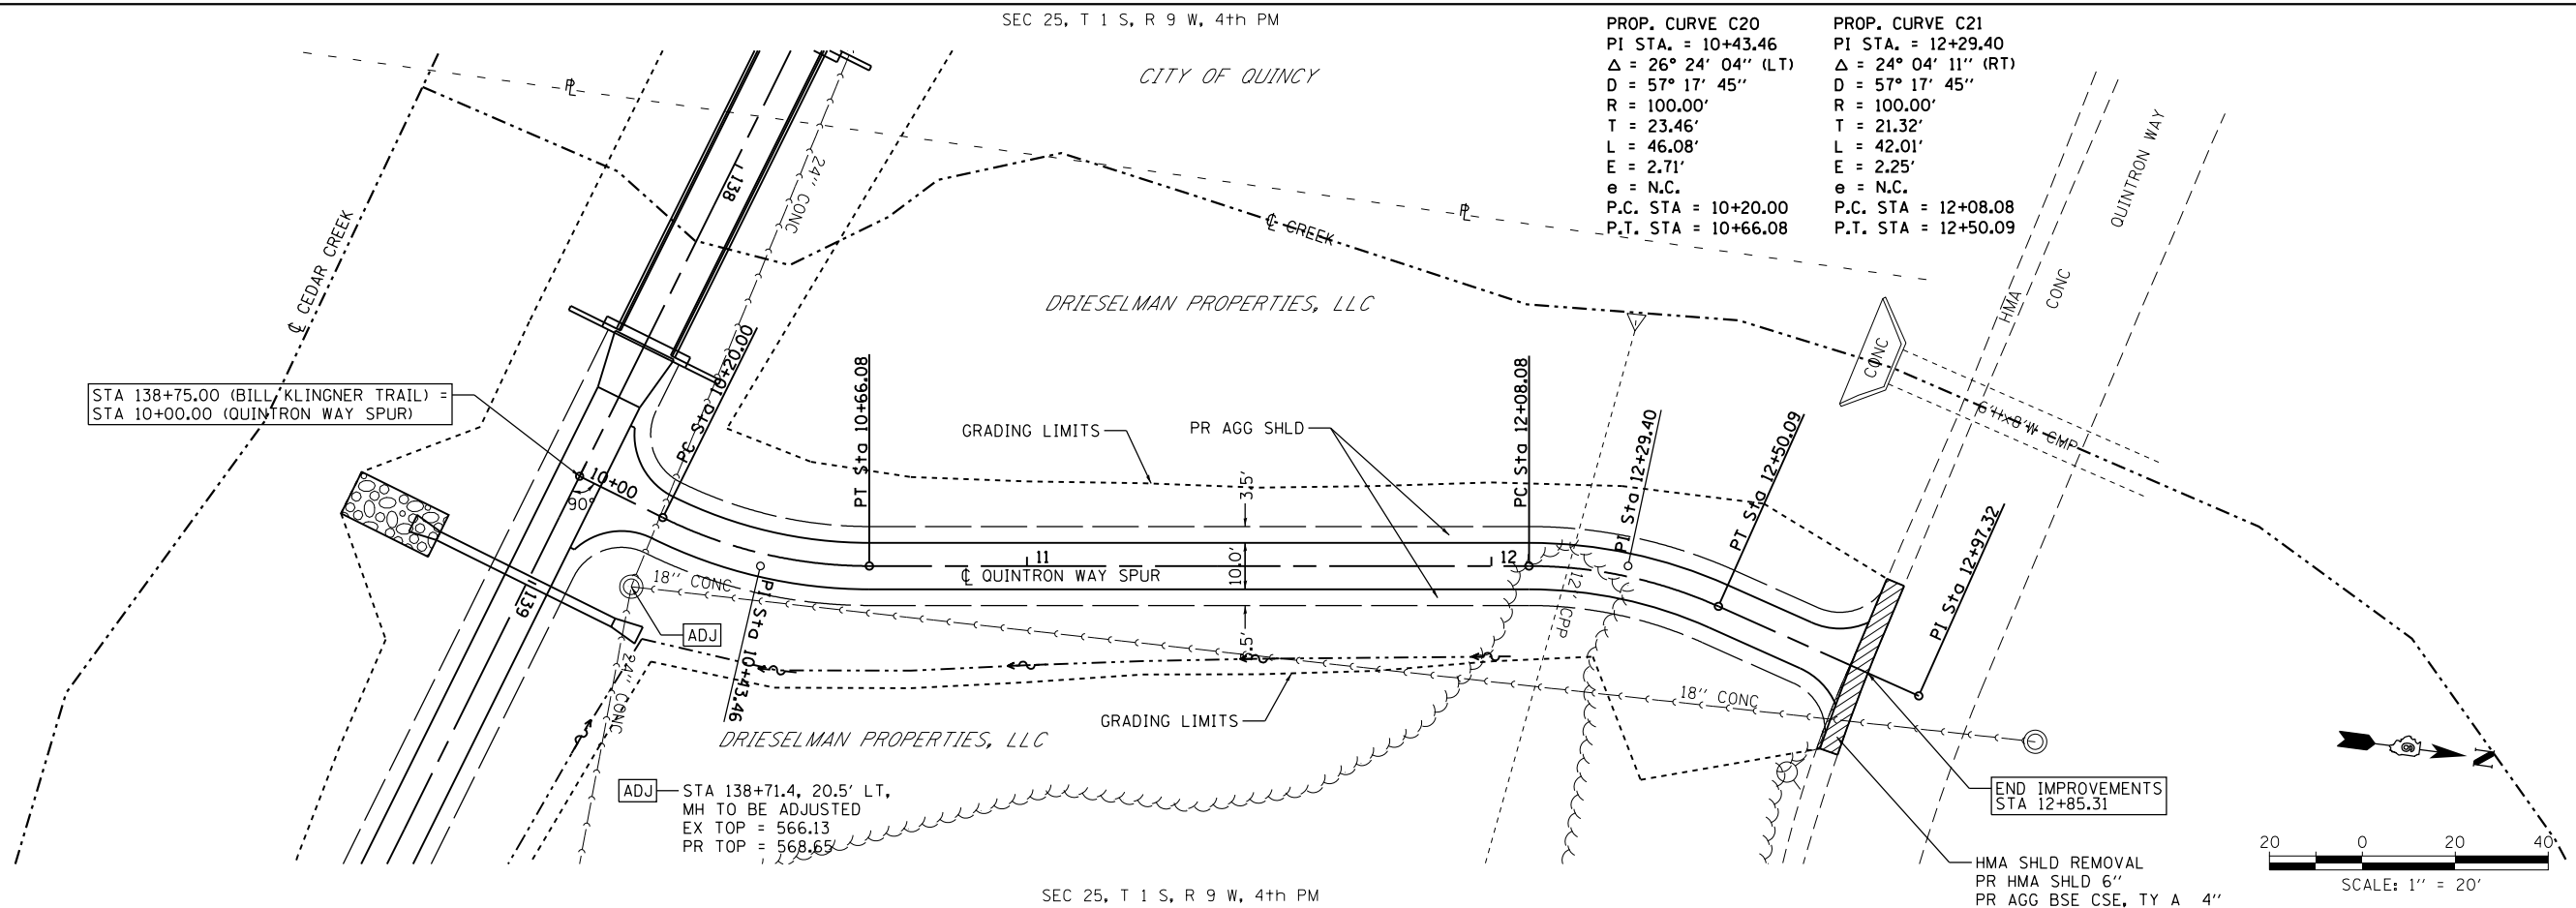 SEC 25, T 1 S, R 9 W, 4th PM
CITY OF QUINCY
PROP. CURVE C20
PI STA. = 10+43.46
Δ = 26° 24' 04'' (LT)
D = 57° 17' 45''
R = 100.00'
T = 23.46'
L = 46.08'
E = 2.71'
e = N.C.
P.C. STA = 10+20.00
P.T. STA = 10+66.08
PROP. CURVE C21
PI STA. = 12+29.40
Δ = 24° 04' 11'' (RT)
D = 57° 17' 45''
R = 100.00'
T = 21.32'
L = 42.01'
E = 2.25'
e = N.C.
P.C. STA = 12+08.08
P.T. STA = 12+50.09
℄ CEDAR CREEK
138
24'' CONC
℄ CREEK
HMA
CONC
QUINTRON WAY
DRIESELMAN PROPERTIES, LLC
CONC
6'H×8'W CMP
STA 138+75.00 (BILL KLINGNER TRAIL) =
STA 10+00.00 (QUINTRON WAY SPUR)
PC Sta 10+20.00
PT Sta 10+66.08
GRADING LIMITS
PR AGG SHLD
PC Sta 12+08.08
PI Sta 12+29.40
PT Sta 12+50.09
PI Sta 12+97.32
10+00
90°
3.5'
11
12
10.0'
℄ QUINTRON WAY SPUR
18'' CONC
12' CPP
139
ADJ
PI Sta 10+43.46
3.5'
24'' CONC
18'' CONC
GRADING LIMITS
DRIESELMAN PROPERTIES, LLC
N
ADJ
STA 138+71.4, 20.5' LT,
MH TO BE ADJUSTED
EX TOP = 566.13
PR TOP = 568.65
END IMPROVEMENTS
STA 12+85.31
HMA SHLD REMOVAL
PR HMA SHLD 6''
PR AGG BSE CSE, TY A 4''
20 0 20 40
SCALE: 1'' = 20'
SEC 25, T 1 S, R 9 W, 4th PM